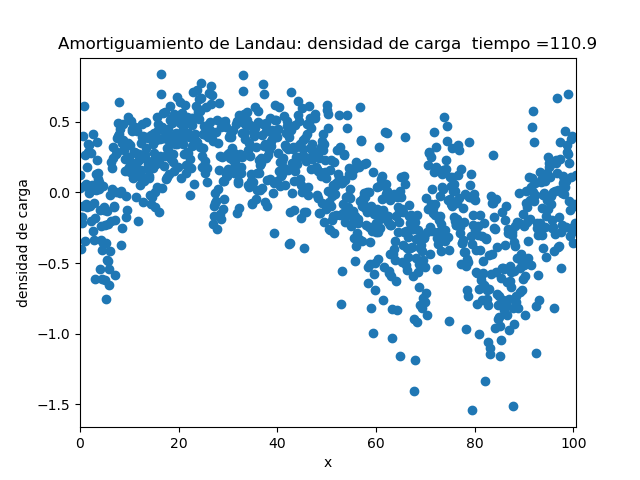 Amortiguamiento de Landau: densidad de carga  tiempo =110.9
densidad de carga
0.5
0.0
−0.5
−1.0
−1.5
0 20 40 60 80 100
x